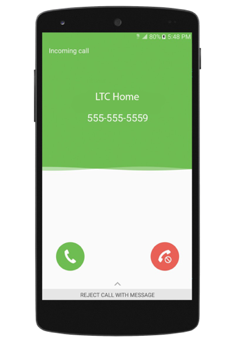 80% 5:48 PM
Incoming call
LTC Home
555-555-5559
REJECT CALL WITH MESSAGE